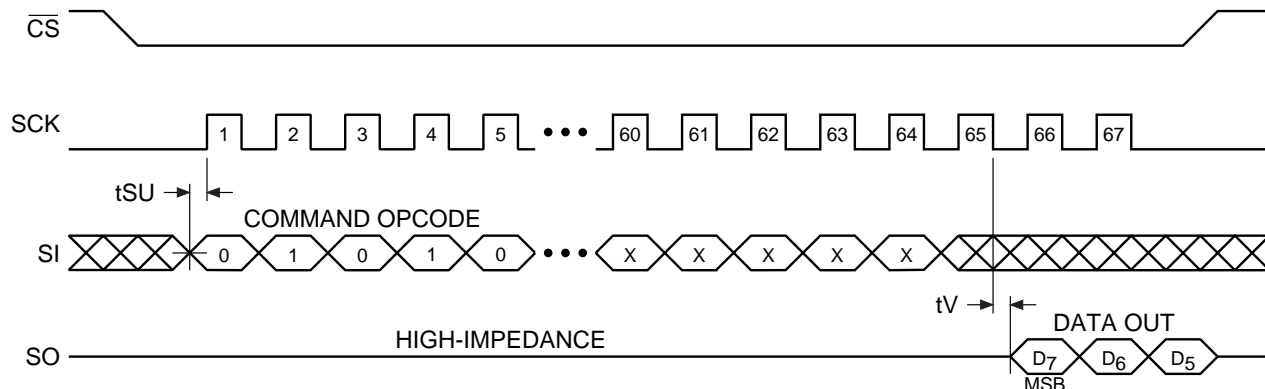 CS
SCK 1 2 3 4 5 ••• 60 61 62 63 64 65 66 67
tSU
COMMAND OPCODE
SI 0 1 0 1 0 ••• X X X X X
tV
HIGH-IMPEDANCE
DATA OUT
SO D7 D6 D5
MSB